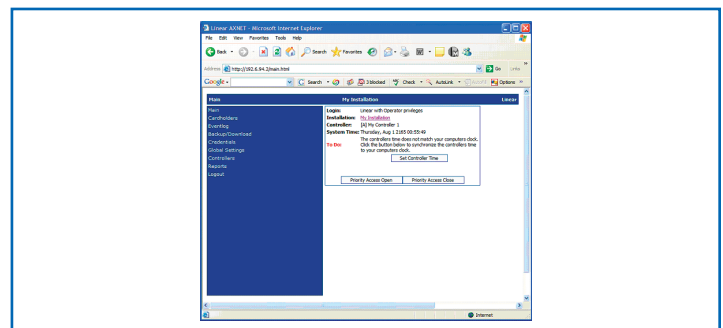 Linear AXNET - Microsoft Internet Explorer
File Edit View Favorites Tools Help
Back Search Favorites
Address http://192.6.94.2/main.html Go Links »
Google Search 3 blocked Check AutoLink Options »
Main My Installation Linear
Main
Cardholders
Eventlog
Backup/Download
Credentials
Global Settings
Controllers
Reports
Logout
Login: Linear with Operator privileges
Installation: My Installation
Controller: [A] My Controller 1
System Time: Thursday, Aug 1 2165 00:55:49
To Do: The controllers time does not match your computers clock.
Click the button below to synchronize the controllers time
to your computers clock.
Set Controller Time
Priority Access Open Priority Access Close
Internet